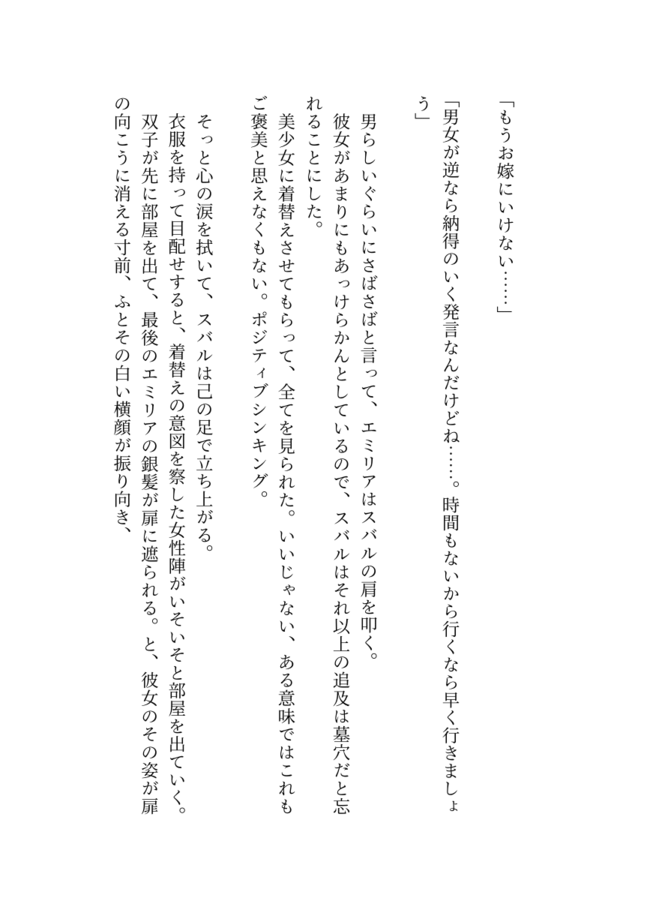 「もうお嫁にいけない……」
「男女が逆なら納得のいく発言なんだけどね……。時間もないから行くなら早く行きましょ
う」
男らしいぐらいにさばさばと言って、エミリアはスバルの肩を叩く。
彼女があまりにもあっけらかんとしているので、スバルはそれ以上の追及は墓穴だと忘
れることにした。
美少女に着替えさせてもらって、全てを見られた。いいじゃない、ある意味ではこれも
ご褒美と思えなくもない。ポジティブシンキング。
そっと心の涙を拭いて、スバルは己の足で立ち上がる。
衣服を持って目配せすると、着替えの意図を察した女性陣がいそいそと部屋を出ていく。
双子が先に部屋を出て、最後のエミリアの銀髪が扉に遮られる。と、彼女のその姿が扉
の向こうに消える寸前、ふとその白い横顔が振り向き、